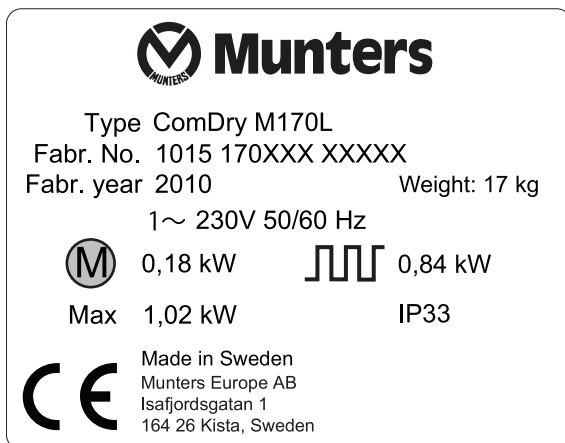 MUNTERS
Munters
Type ComDry M170L
Fabr. No. 1015 170XXX XXXXX
Fabr. year 2010 Weight: 17 kg
1~ 230V 50/60 Hz
M 0,18 kW 0,84 kW
Max 1,02 kW IP33
CE
Made in Sweden
Munters Europe AB
Isafjordsgatan 1
164 26 Kista, Sweden